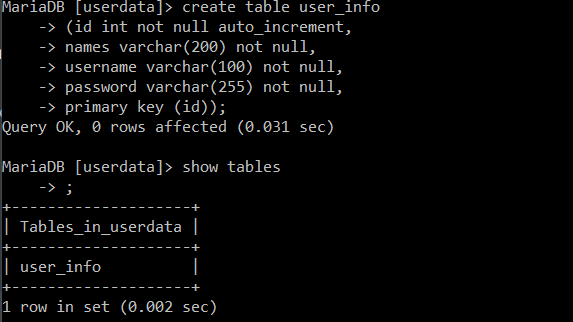 MariaDB [userdata]> create table user_info
    -> (id int not null auto_increment,
    -> names varchar(200) not null,
    -> username varchar(100) not null,
    -> password varchar(255) not null,
    -> primary key (id));
Query OK, 0 rows affected (0.031 sec)

MariaDB [userdata]> show tables
    -> ;
+--------------------+
| Tables_in_userdata |
+--------------------+
| user_info          |
+--------------------+
1 row in set (0.002 sec)